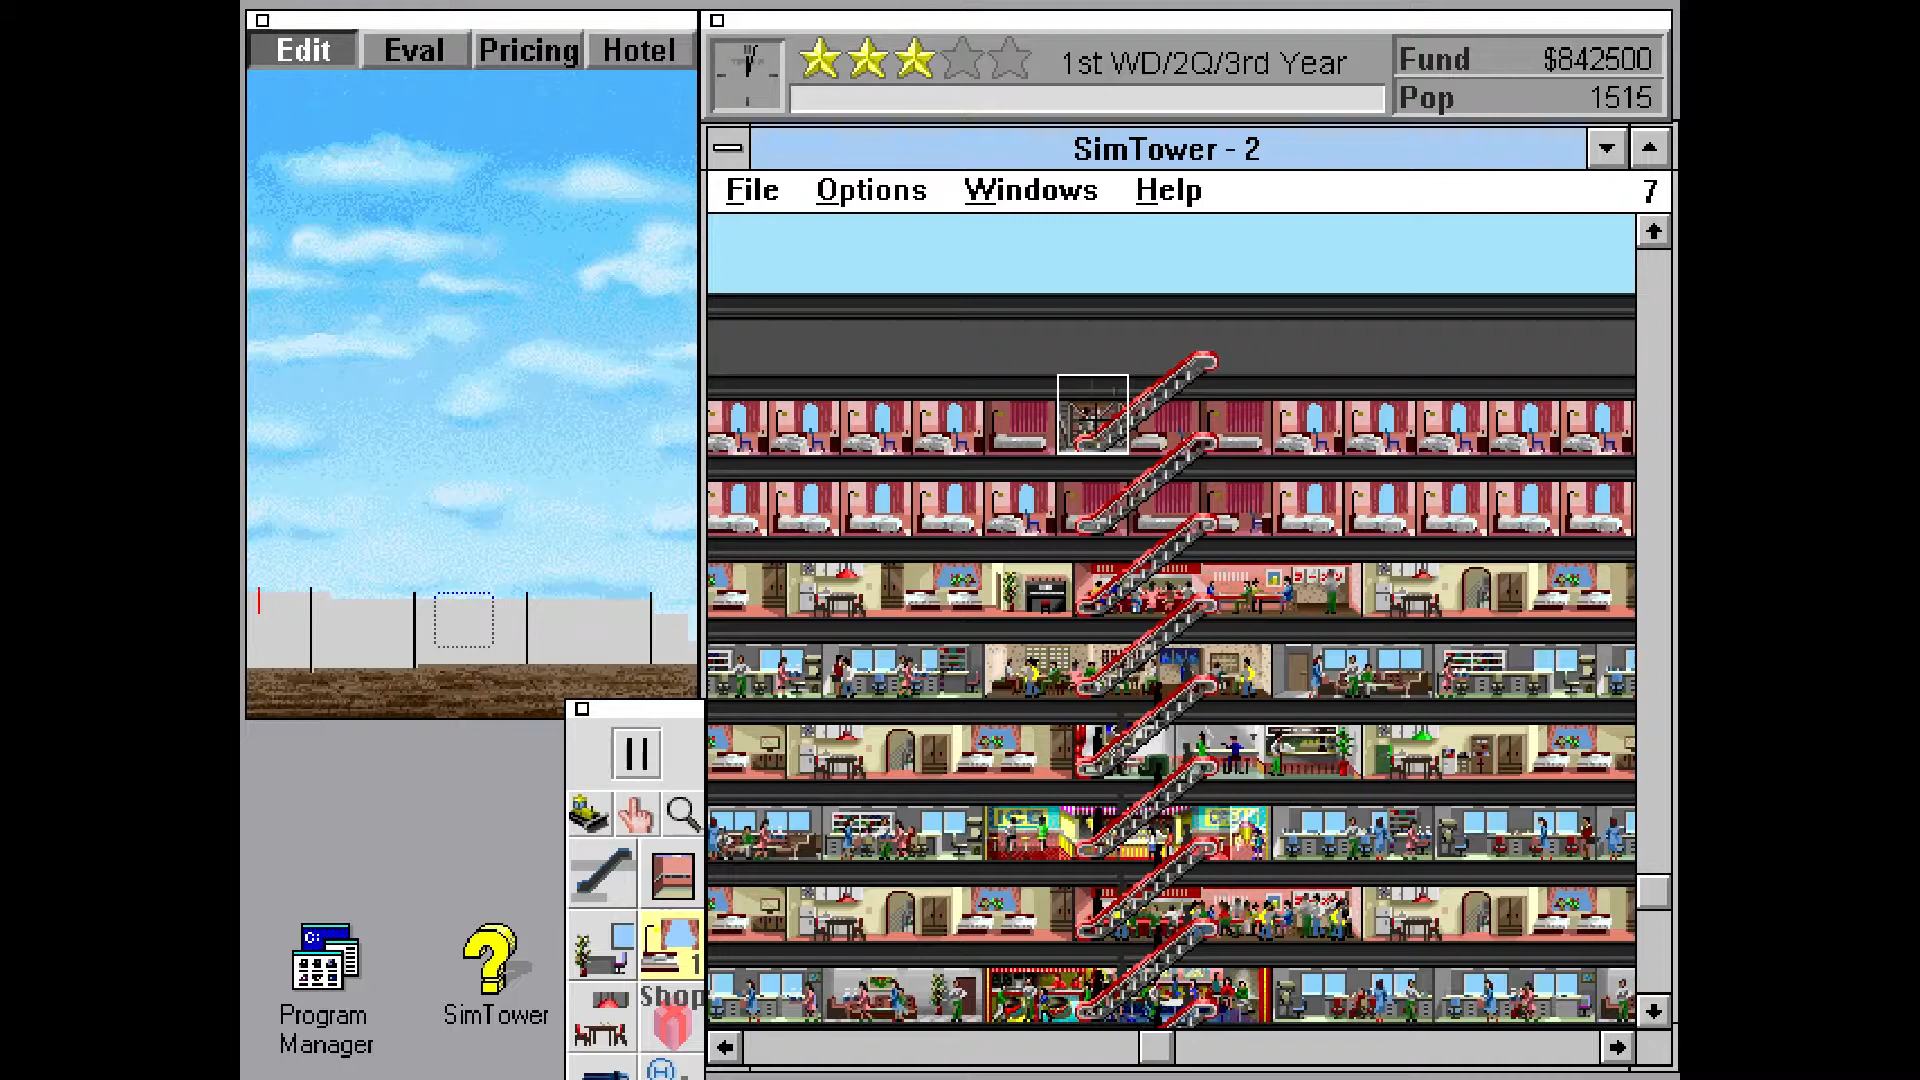 Edit Eval Pricing Hotel
1st WD/2Q/3rd Year
Fund $842500
Pop 1515
SimTower - 2
File Options Windows Help 7
1
Shop
H
C:\
Program
Manager
SimTower